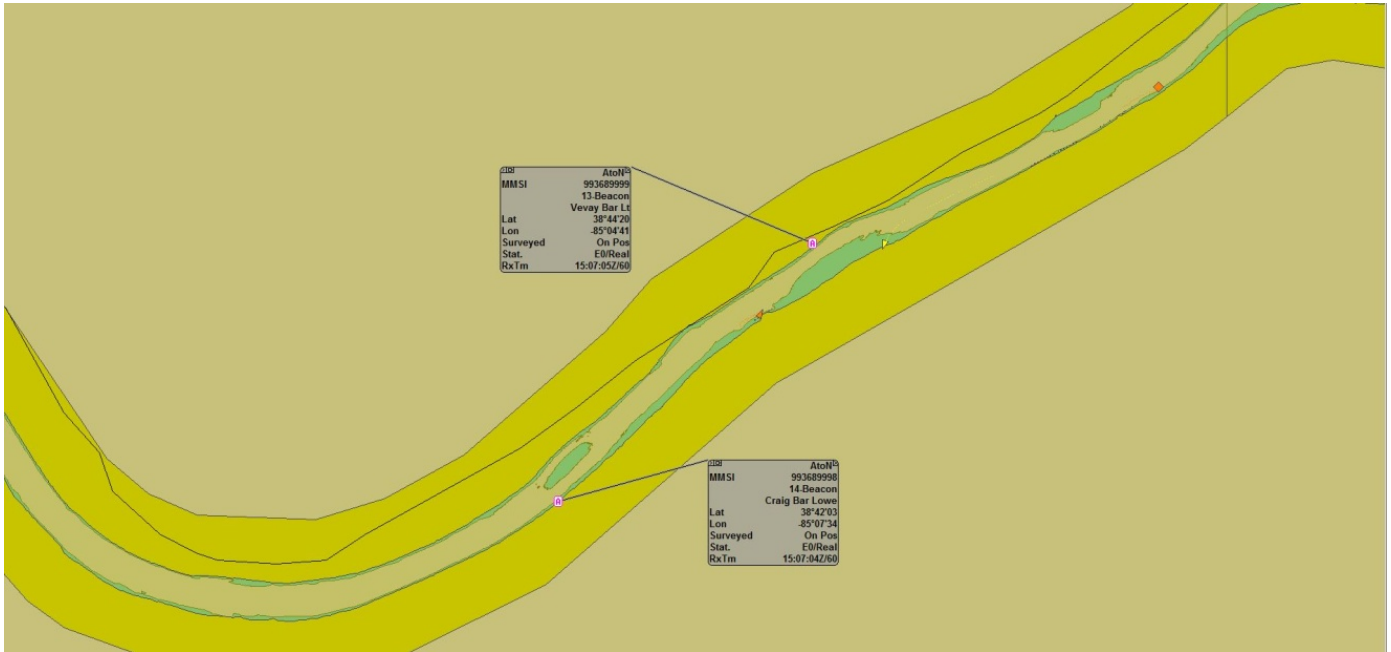 AtoN
MMSI 993689999
13-Beacon
Vevay Bar Lt
Lat 38°44'20
Lon -85°04'41
Surveyed On Pos
Stat. E0/Real
RxTm 15:07:05Z/60
AtoN
MMSI 993689998
14-Beacon
Craig Bar Lowe
Lat 38°42'03
Lon -85°07'34
Surveyed On Pos
Stat. E0/Real
RxTm 15:07:04Z/60
A
A